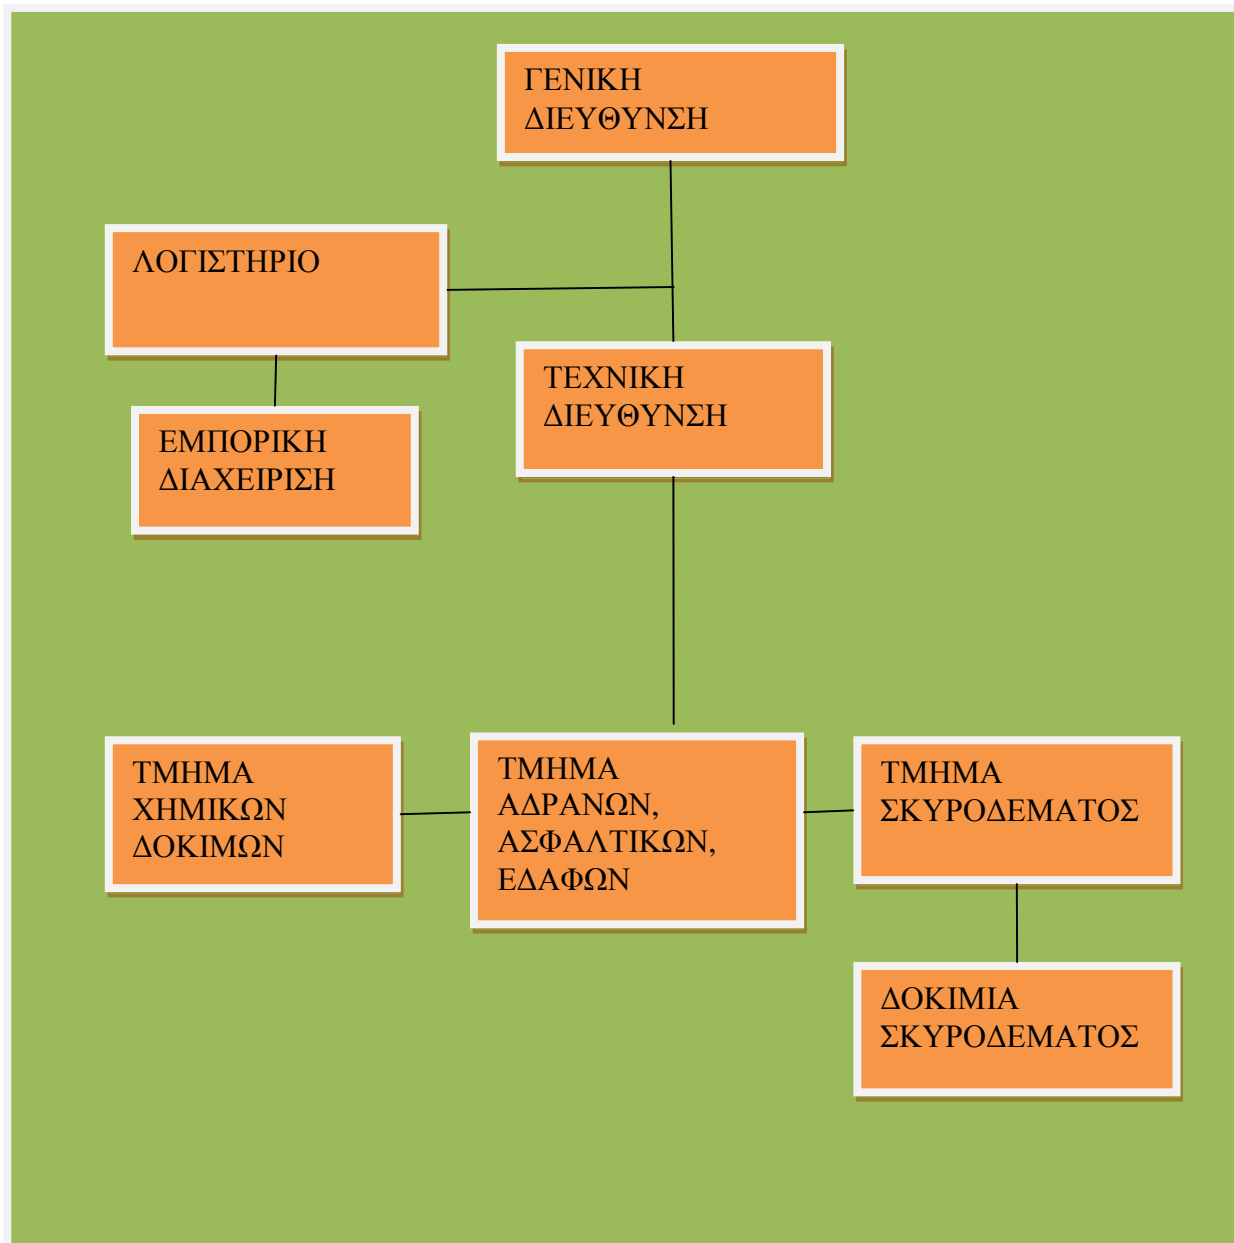 ΓΕΝΙΚΗ
ΔΙΕΥΘΥΝΣΗ
ΛΟΓΙΣΤΗΡΙΟ
ΤΕΧΝΙΚΗ
ΔΙΕΥΘΥΝΣΗ
ΕΜΠΟΡΙΚΗ
ΔΙΑΧΕΙΡΙΣΗ
ΤΜΗΜΑ
ΧΗΜΙΚΩΝ
ΔΟΚΙΜΩΝ
ΤΜΗΜΑ
ΑΔΡΑΝΩΝ,
ΑΣΦΑΛΤΙΚΩΝ,
ΕΔΑΦΩΝ
ΤΜΗΜΑ
ΣΚΥΡΟΔΕΜΑΤΟΣ
ΔΟΚΙΜΙΑ
ΣΚΥΡΟΔΕΜΑΤΟΣ